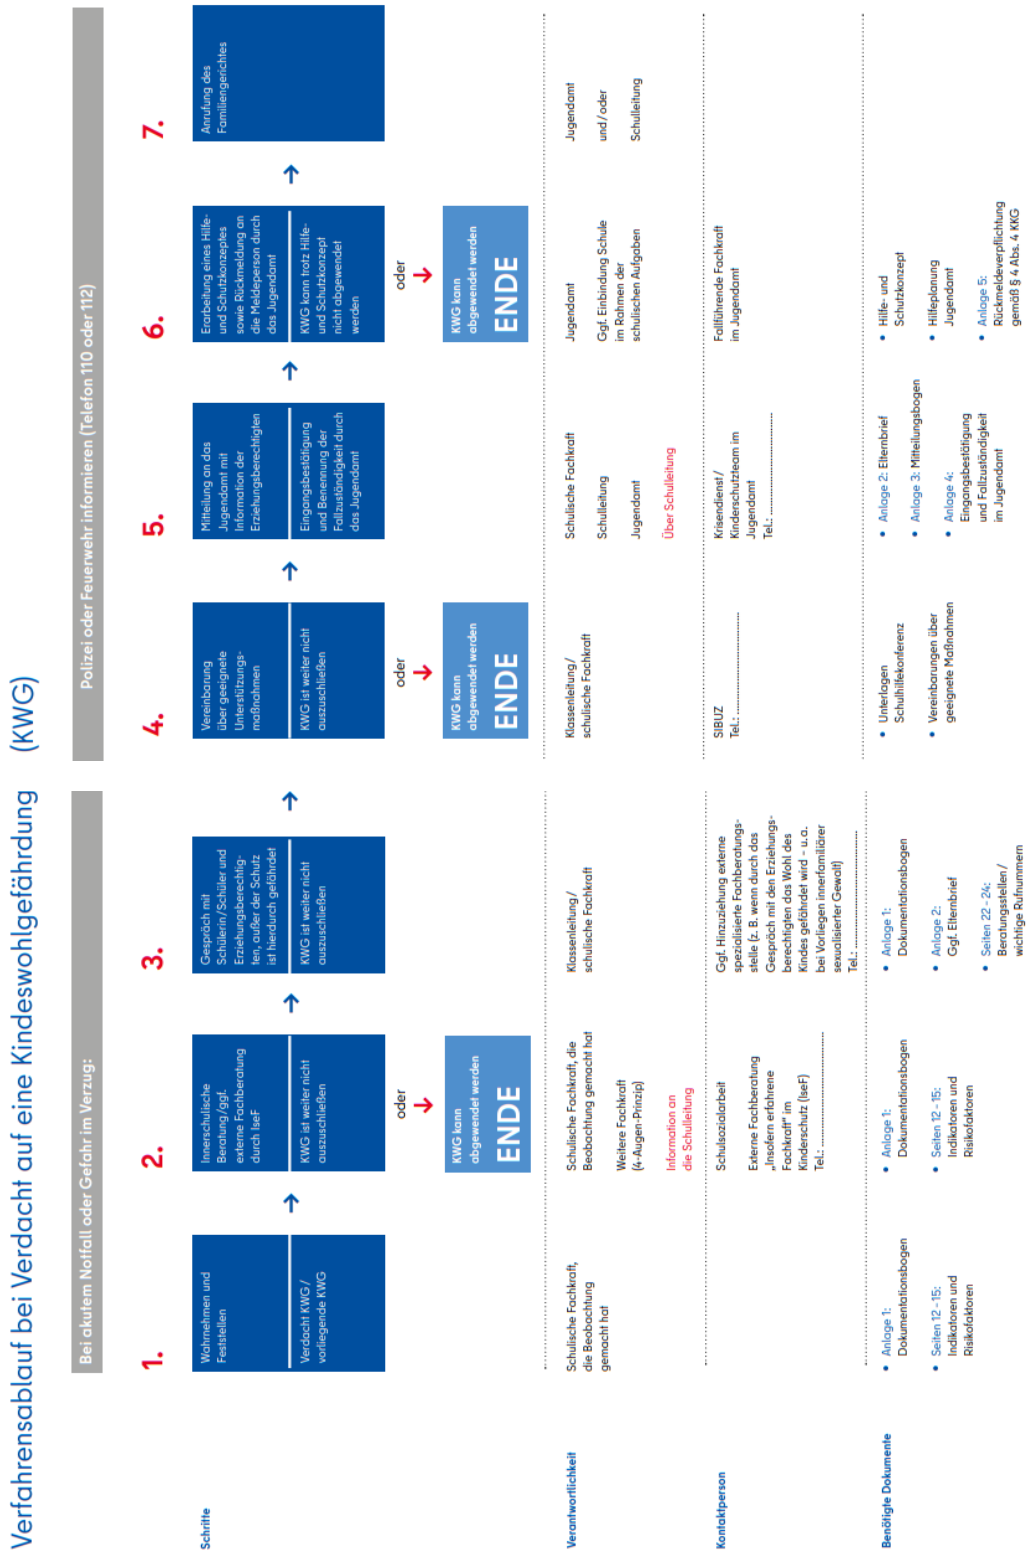 Verfahrensablauf bei Verdacht auf eine Kindeswohlgefährdung (KWG)
Bei akutem Notfall oder Gefahr im Verzug:
Polizei oder Feuerwehr informieren (Telefon 110 oder 112)
Schritte
1.
Wahrnehmen und
Feststellen
Verdacht KWG /
vorliegende KWG
→
2.
Innerschulische
Beratung/ggf.
externe Fachberatung
durch IseF
KWG ist weiter nicht
auszuschließen
oder
KWG kann
abgewendet werden
ENDE
→
3.
Gespräch mit
Schülerin/Schüler und
Erziehungsberechtig-
ten, außer der Schutz
ist hierdurch gefährdet
KWG ist weiter nicht
auszuschließen
→
4.
Vereinbarung
über geeignete
Unterstützungs-
maßnahmen
KWG ist weiter nicht
auszuschließen
oder
KWG kann
abgewendet werden
ENDE
→
5.
Mitteilung an das
Jugendamt mit
Information der
Erziehungsberechtigten
Eingangsbestätigung
und Benennung der
Fallzuständigkeit durch
das Jugendamt
→
6.
Erarbeitung eines Hilfe-
und Schutzkonzeptes
sowie Rückmeldung an
die Meldeperson durch
das Jugendamt
KWG kann trotz Hilfe-
und Schutzkonzept
nicht abgewendet
werden
oder
KWG kann
abgewendet werden
ENDE
→
7.
Anrufung des
Familiengerichtes
Verantwortlichkeit
Schulische Fachkraft,
die Beobachtung
gemacht hat
Schulische Fachkraft, die
Beobachtung gemacht hat
Weitere Fachkraft
(4-Augen-Prinzip)
Information an
die Schulleitung
Klassenleitung/
schulische Fachkraft
Klassenleitung/
schulische Fachkraft
Schulische Fachkraft
Schulleitung
Jugendamt
Über Schulleitung
Jugendamt
Ggf. Einbindung Schule
im Rahmen der
schulischen Aufgaben
Jugendamt
und/oder
Schulleitung
Kontaktperson
Schulsozialarbeit
Externe Fachberatung
„Insofern erfahrene
Fachkraft“ im
Kinderschutz (IseF)
Tel.:
Ggf. Hinzuziehung externe
spezialisierte Fachberatungs-
stelle (z. B. wenn durch das
Gespräch mit den Erziehungs-
berechtigten das Wohl des
Kindes gefährdet wird - u.a.
bei Vorliegen innerfamiliärer
sexualisierter Gewalt)
Tel.:
SIBUZ
Tel.:
Krisendienst/
Kinderschutzteam im
Jugendamt
Tel.:
Fallführende Fachkraft
im Jugendamt
Benötigte Dokumente
• Anlage 1:
Dokumentationsbogen
• Seiten 12 - 15:
Indikatoren und
Risikofaktoren
• Anlage 1:
Dokumentationsbogen
• Seiten 12 - 15:
Indikatoren und
Risikofaktoren
• Anlage 1:
Dokumentationsbogen
• Anlage 2:
Ggf. Elternbrief
• Seiten 22 - 24:
Beratungsstellen/
wichtige Rufnummern
• Unterlagen
Schulhilfekonferenz
• Vereinbarungen über
geeignete Maßnahmen
• Anlage 2: Elternbrief
• Anlage 3: Mitteilungsbogen
• Anlage 4:
Eingangsbestätigung
und Fallzuständigkeit
im Jugendamt
• Hilfe- und
Schutzkonzept
• Hilfeplanung
Jugendamt
• Anlage 5:
Rückmeldeverpflichtung
gemäß § 4 Abs. 4 KKG